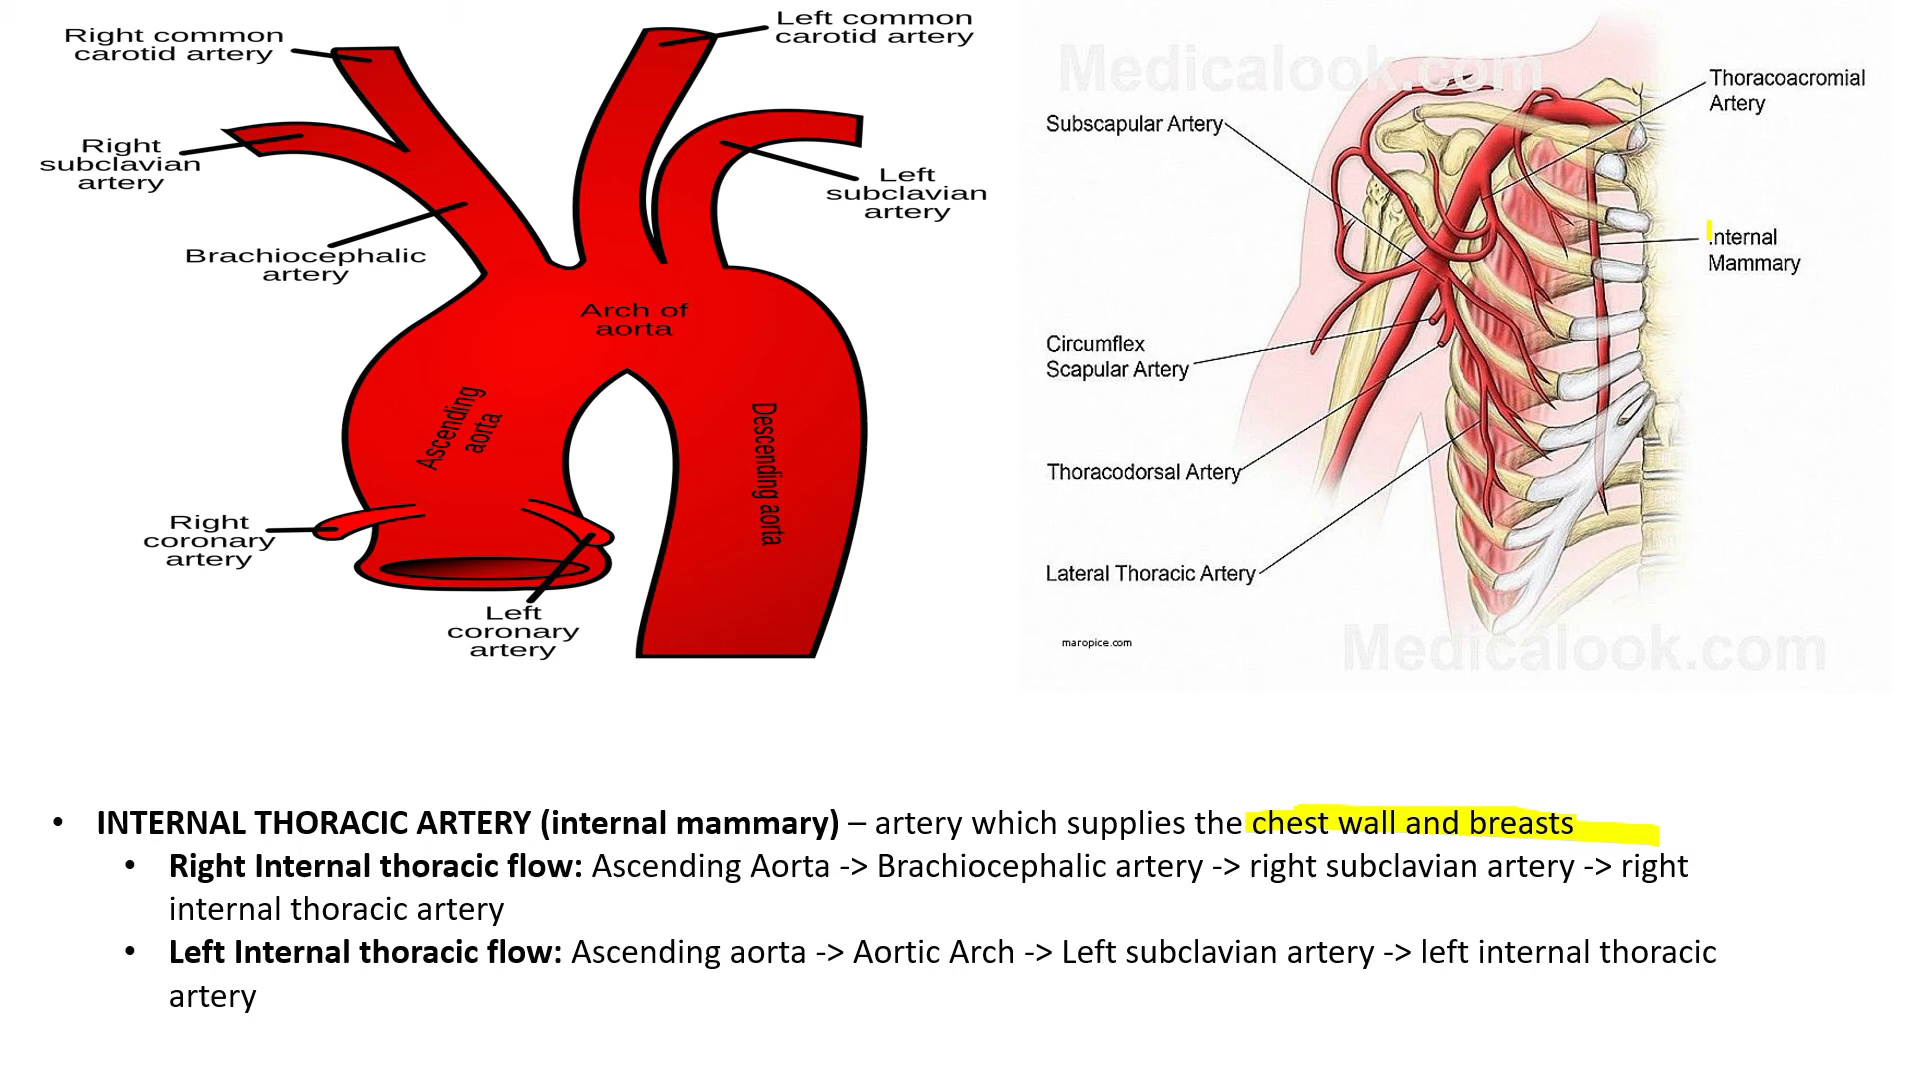 Right common
carotid artery
Left common
carotid artery
Right
subclavian
artery
Left
subclavian
artery
Brachiocephalic
artery
Arch of
aorta
Ascending
aorta
Descending aorta
Right
coronary
artery
Left
coronary
artery
Medicalook.com
Thoracoacromial
Artery
Subscapular Artery
Internal
Mammary
Circumflex
Scapular Artery
Thoracodorsal Artery
Lateral Thoracic Artery
maropice.com
Medicalook.com
• INTERNAL THORACIC ARTERY (internal mammary) – artery which supplies the chest wall and breasts
• Right Internal thoracic flow: Ascending Aorta -> Brachiocephalic artery -> right subclavian artery -> right
internal thoracic artery
• Left Internal thoracic flow: Ascending aorta -> Aortic Arch -> Left subclavian artery -> left internal thoracic
artery